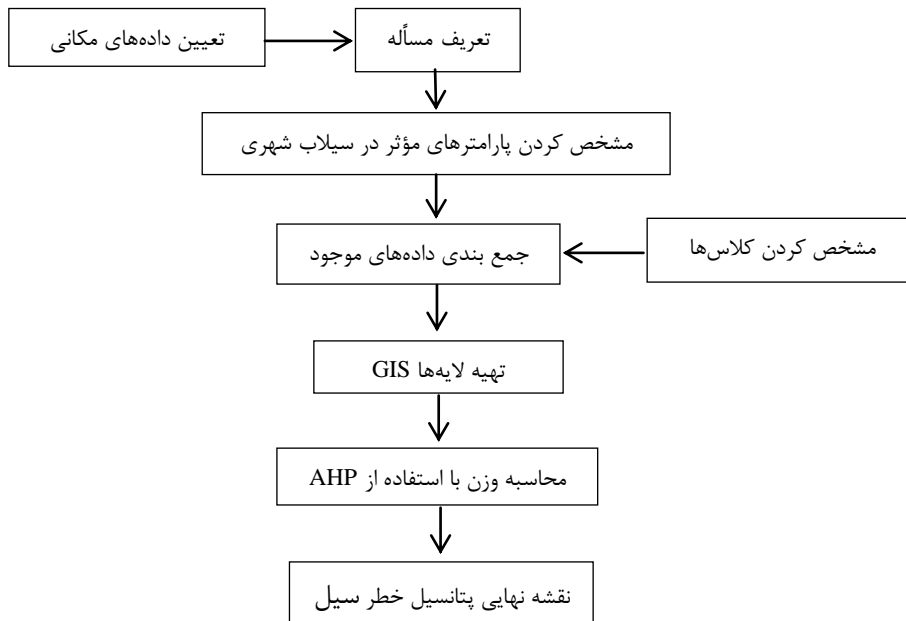 تعیین داده‌های مکانی
تعریف مسأله
مشخص کردن پارامترهای مؤثر در سیلاب شهری
جمع بندی داده‌های موجود
مشخص کردن کلاس‌ها
تهیه لایه‌ها GIS
محاسبه وزن با استفاده از AHP
نقشه نهایی پتانسیل خطر سیل